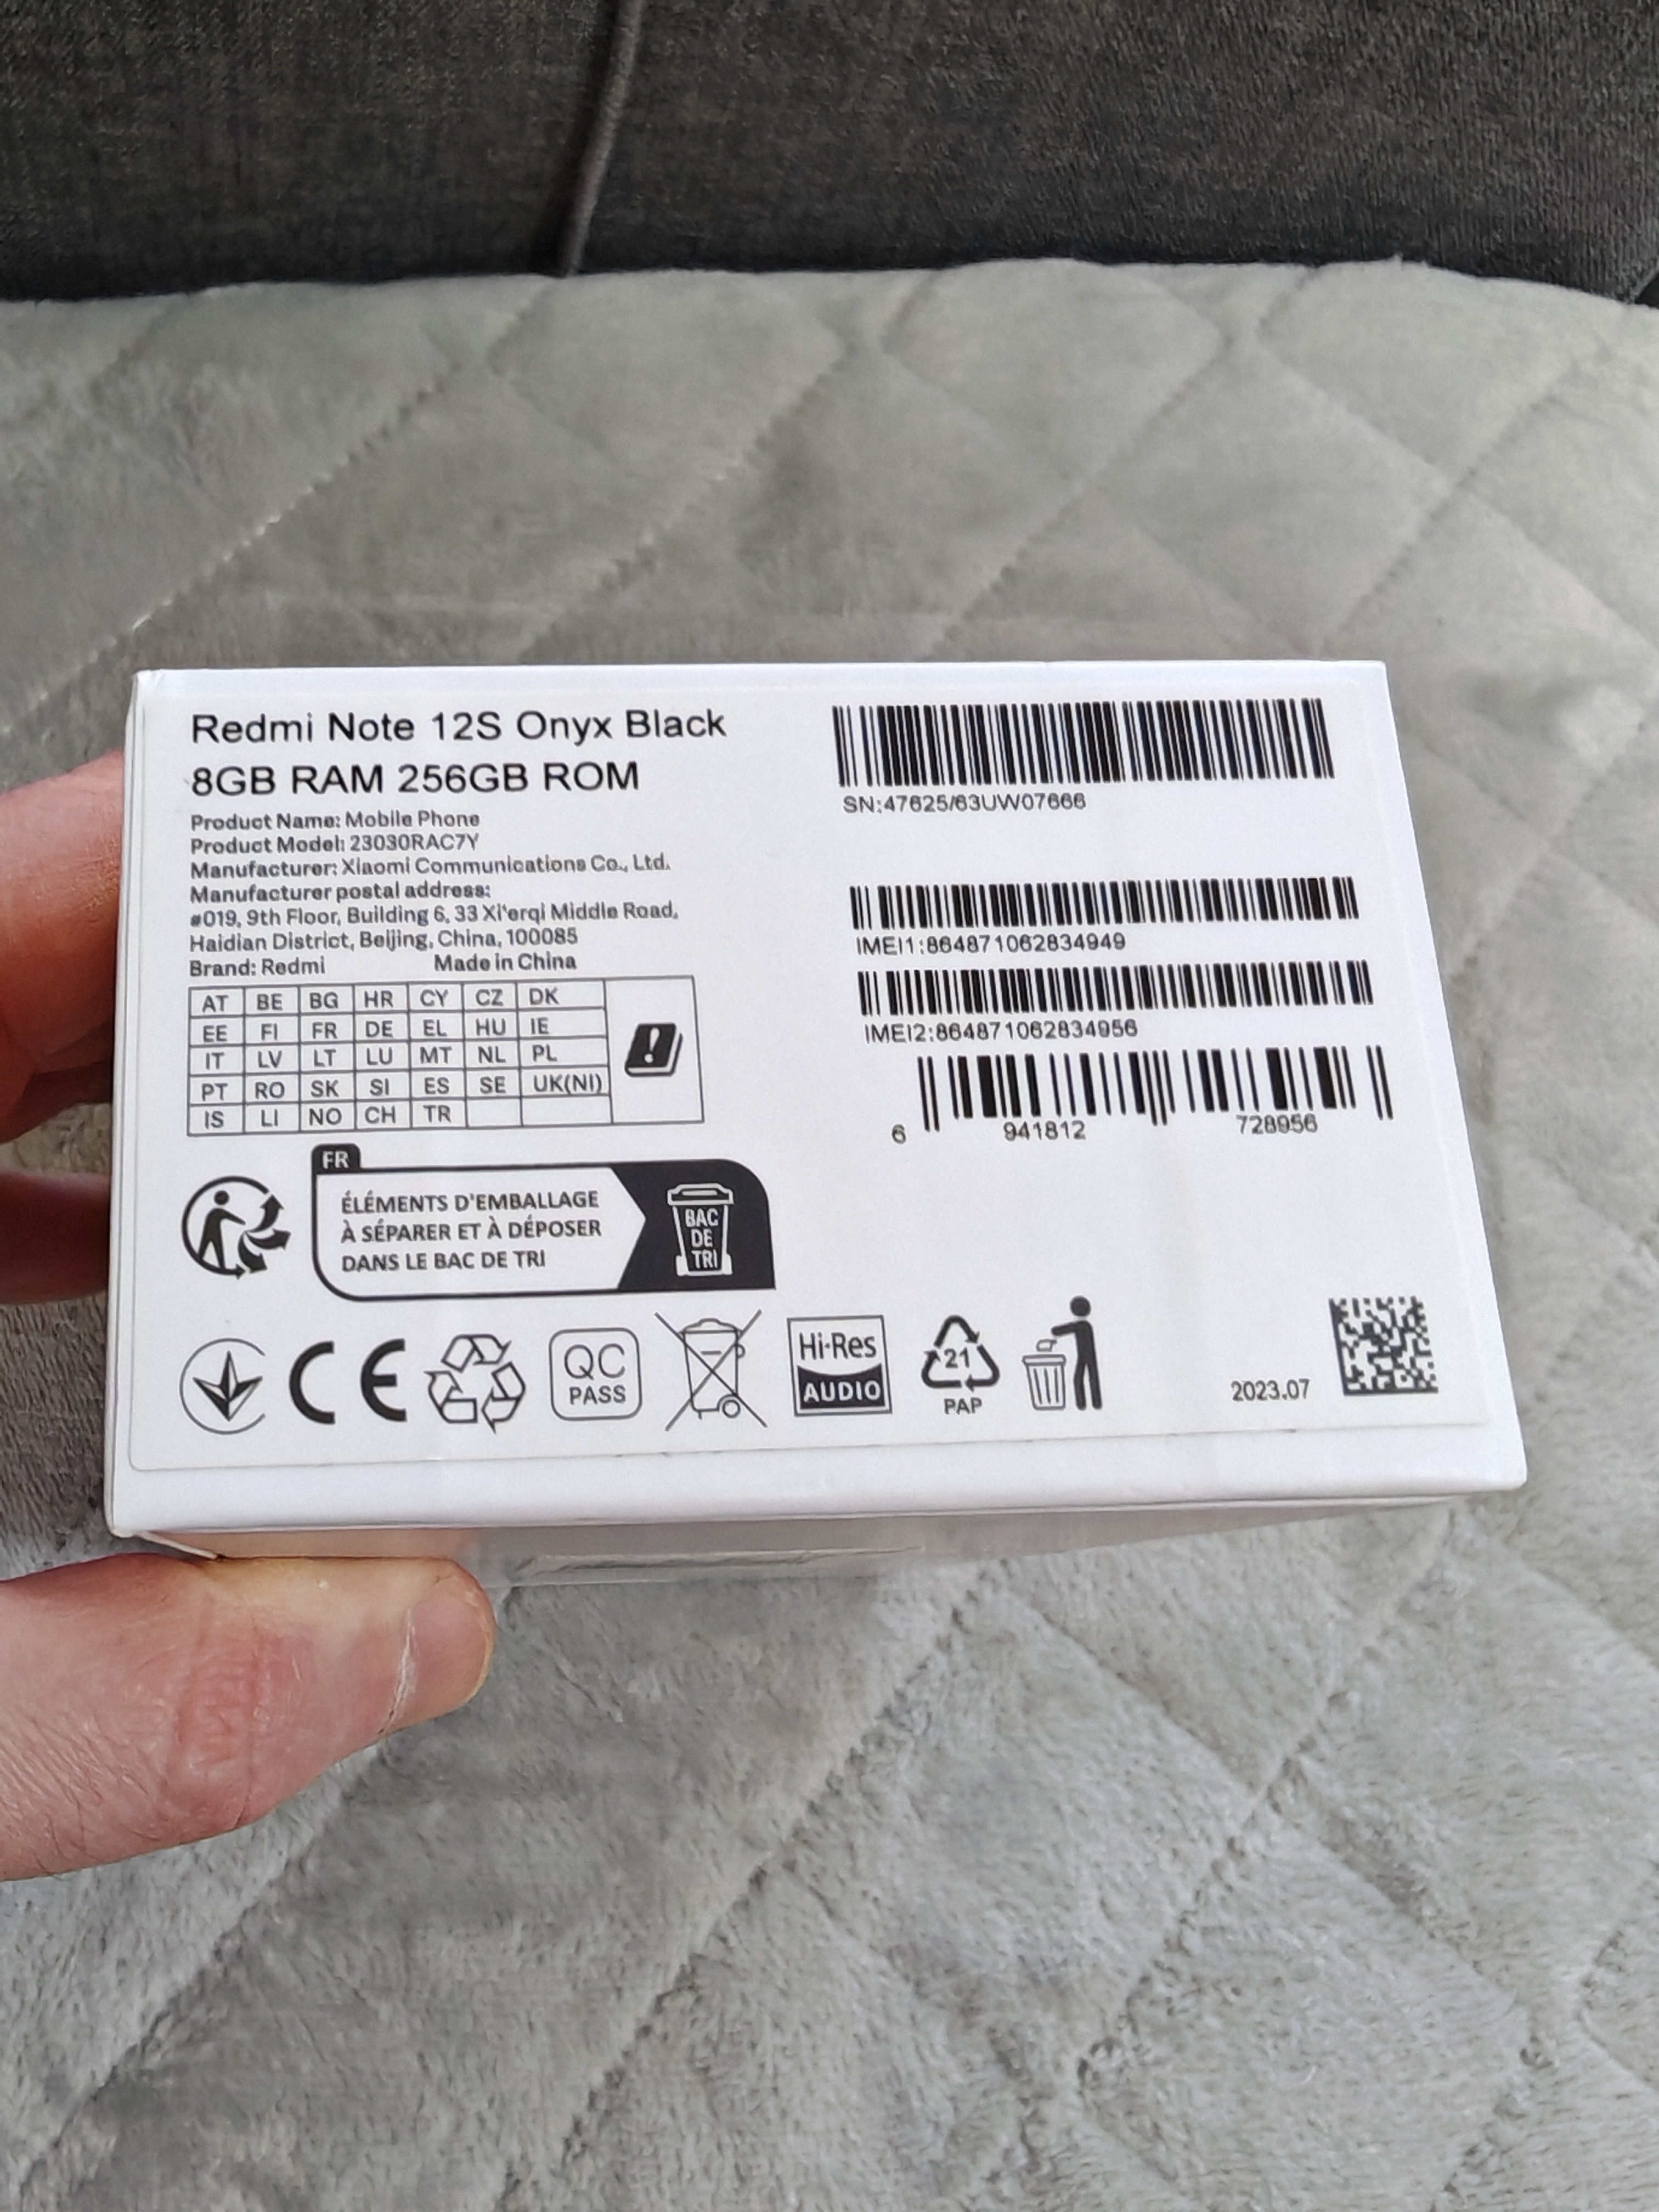 Redmi Note 12S Onyx Black
8GB RAM 256GB ROM
Product Name: Mobile Phone
Product Model: 23030RAC7Y
Manufacturer: Xiaomi Communications Co., Ltd.
Manufacturer postal address:
#019, 9th Floor, Building 6, 33 Xi'erqi Middle Road,
Haidian District, Beijing, China, 100085
Brand: Redmi Made in China
AT BE BG HR CY CZ DK
EE FI FR DE EL HU IE
IT LV LT LU MT NL PL
PT RO SK SI ES SE UK(NI)
IS LI NO CH TR
SN:47625/63UW07666
IMEI1:864871062834949
IMEI2:864871062834956
6 941812 728956
FR
ÉLÉMENTS D'EMBALLAGE
À SÉPARER ET À DÉPOSER
DANS LE BAC DE TRI
BAC
DE
TRI
CE
QC
PASS
Hi-Res
AUDIO
21
PAP
2023.07